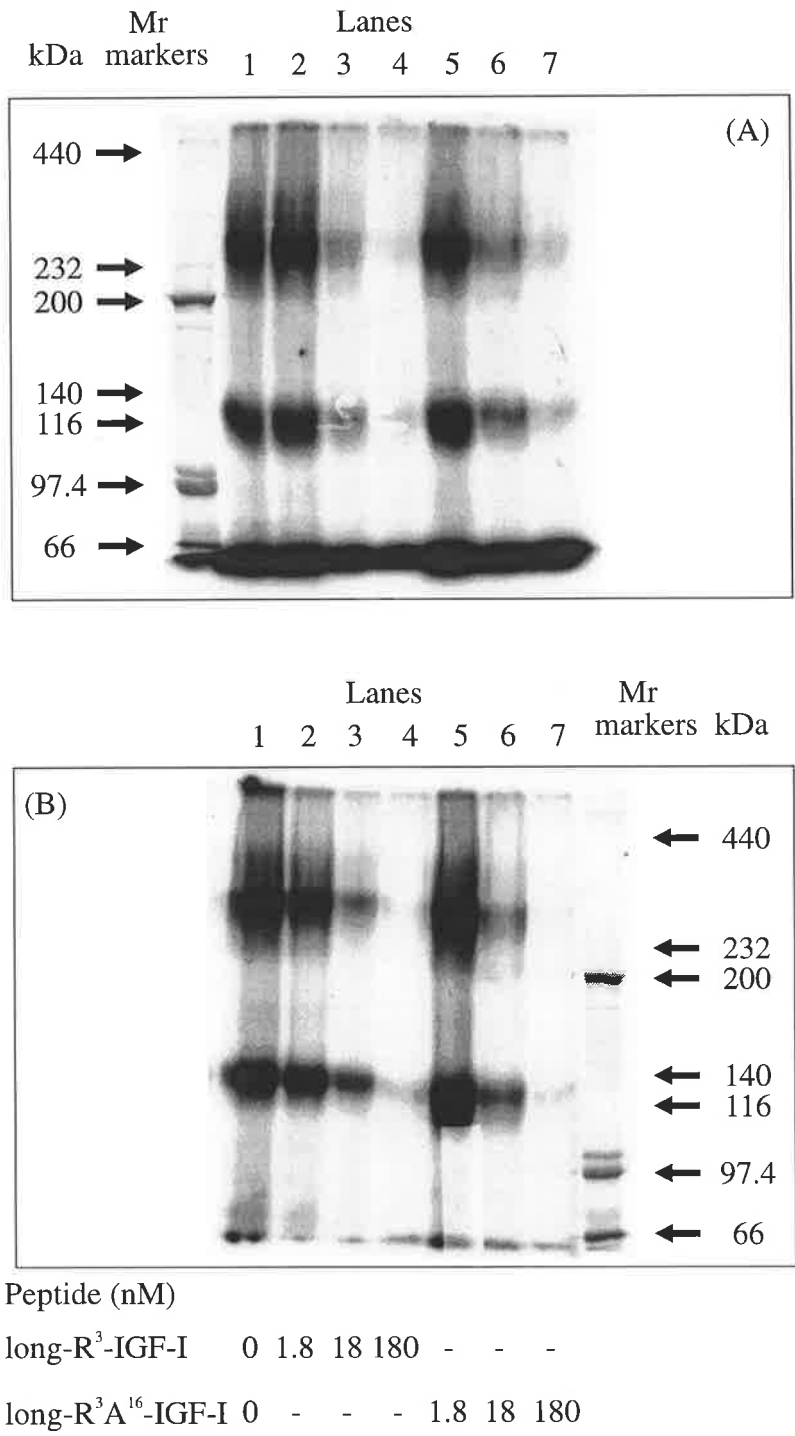 Mr Lanes
kDa markers 1 2 3 4 5 6 7
(A)
440
232
200
140
116
97.4
66
Lanes Mr
1 2 3 4 5 6 7 markers kDa
(B)
440
232
200
140
116
97.4
66
Peptide (nM)
long-R³-IGF-I 0 1.8 18 180 - - -
long-R³A¹⁶-IGF-I 0 - - - 1.8 18 180